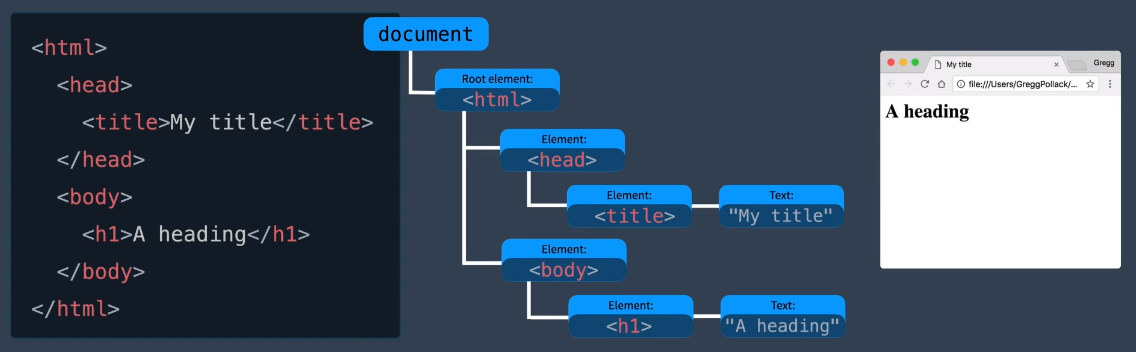 <html>
<head>
<title>My title</title>
</head>
<body>
<h1>A heading</h1>
</body>
</html>
document
Root element:
<html>
Element:
<head>
Element:
<title>
Text:
"My title"
Element:
<body>
Element:
<h1>
Text:
"A heading"
My title
Gregg
file:///Users/GreggPollack/...
A heading